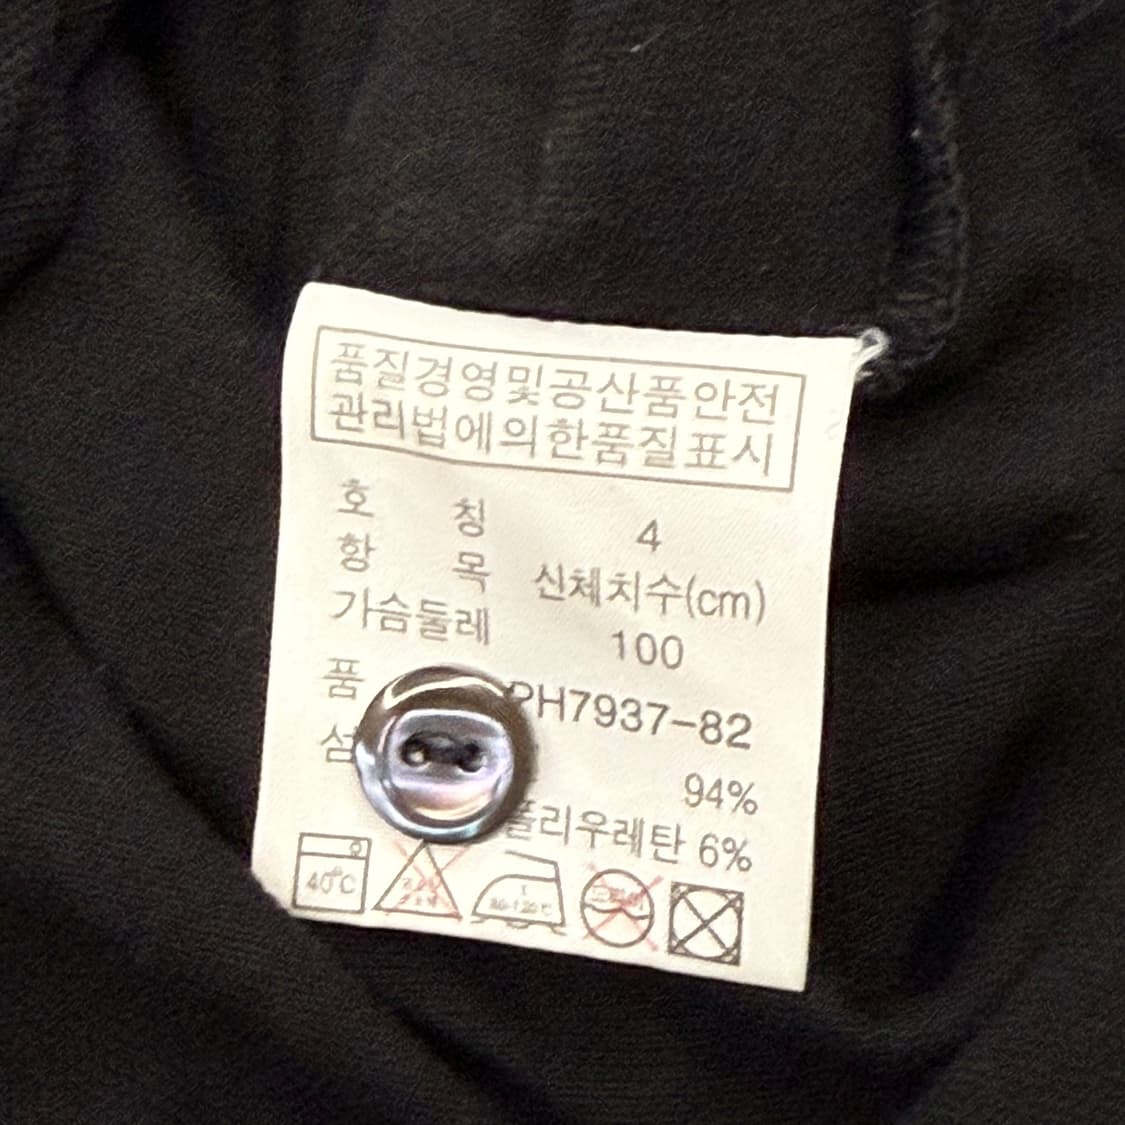 품질경영및공산품안전
관리법에의한품질표시
호 칭 4
항 목 신체치수(cm)
가슴둘레 100
품 PH7937-82
94%
폴리우레탄 6%
40℃